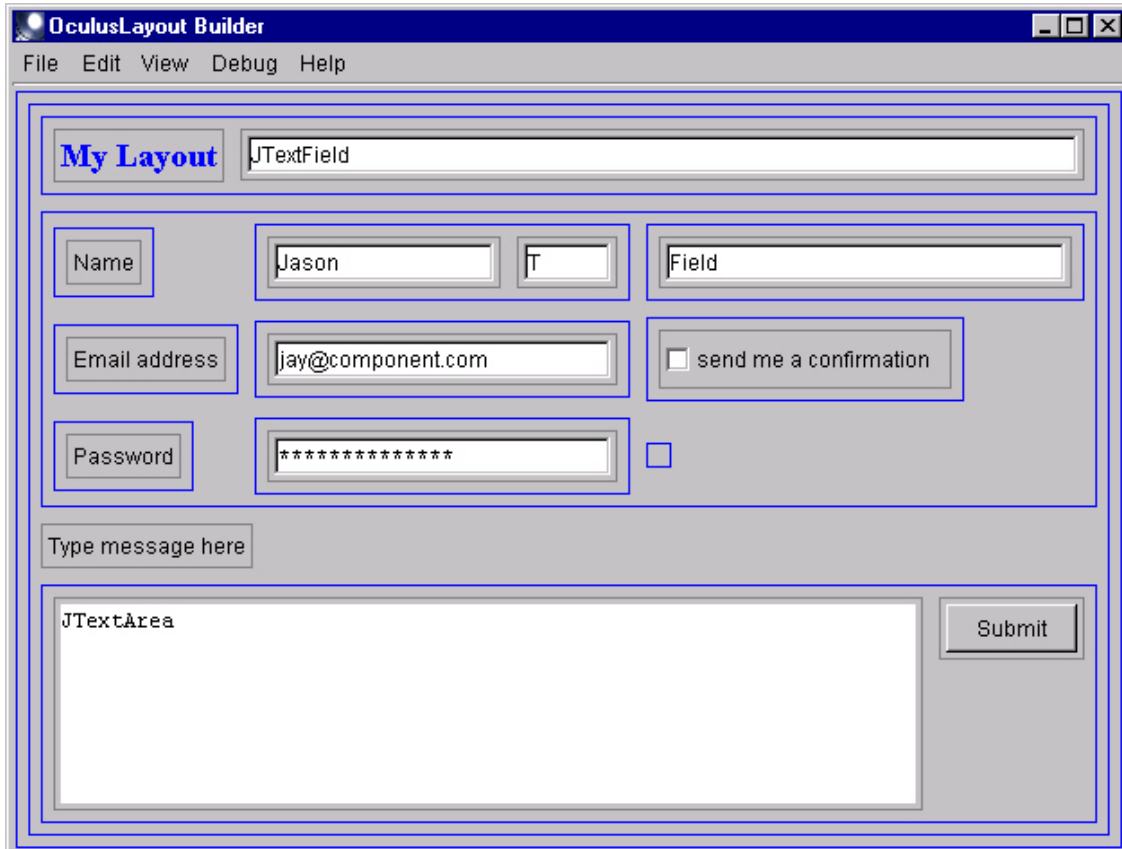 OculusLayout Builder
File Edit View Debug Help
My Layout JTextField
Name Jason T Field
Email address jay@component.com send me a confirmation
Password **************
Type message here
JTextArea Submit